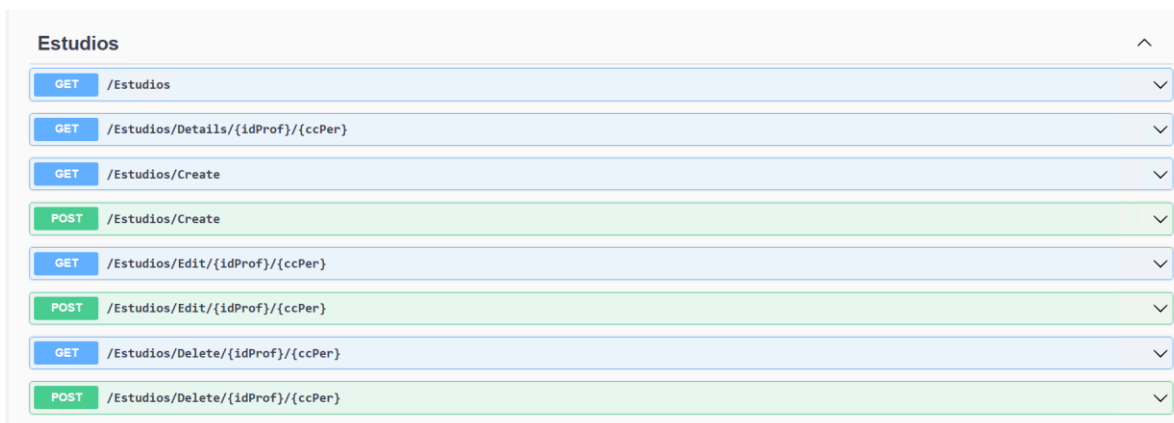 Estudios
GET /Estudios
GET /Estudios/Details/{idProf}/{ccPer}
GET /Estudios/Create
POST /Estudios/Create
GET /Estudios/Edit/{idProf}/{ccPer}
POST /Estudios/Edit/{idProf}/{ccPer}
GET /Estudios/Delete/{idProf}/{ccPer}
POST /Estudios/Delete/{idProf}/{ccPer}